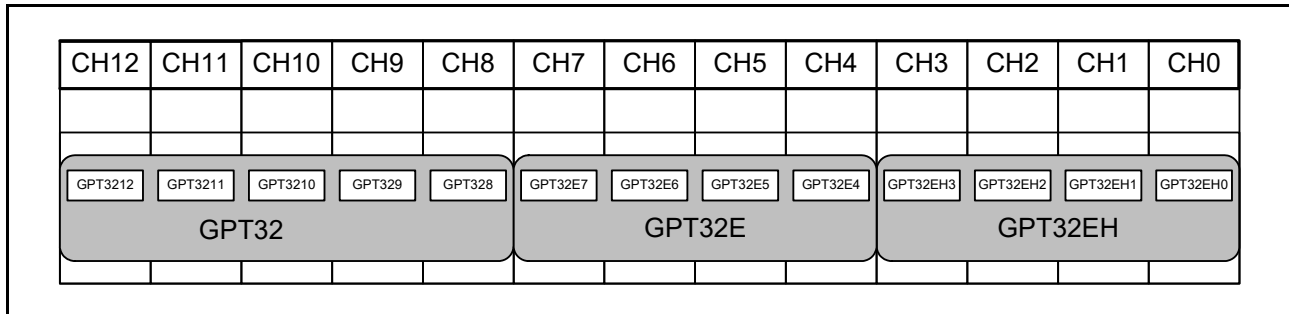 CH12 CH11 CH10 CH9 CH8 CH7 CH6 CH5 CH4 CH3 CH2 CH1 CH0
GPT3212 GPT3211 GPT3210 GPT329 GPT328 GPT32E7 GPT32E6 GPT32E5 GPT32E4 GPT32EH3 GPT32EH2 GPT32EH1 GPT32EH0
GPT32 GPT32E GPT32EH